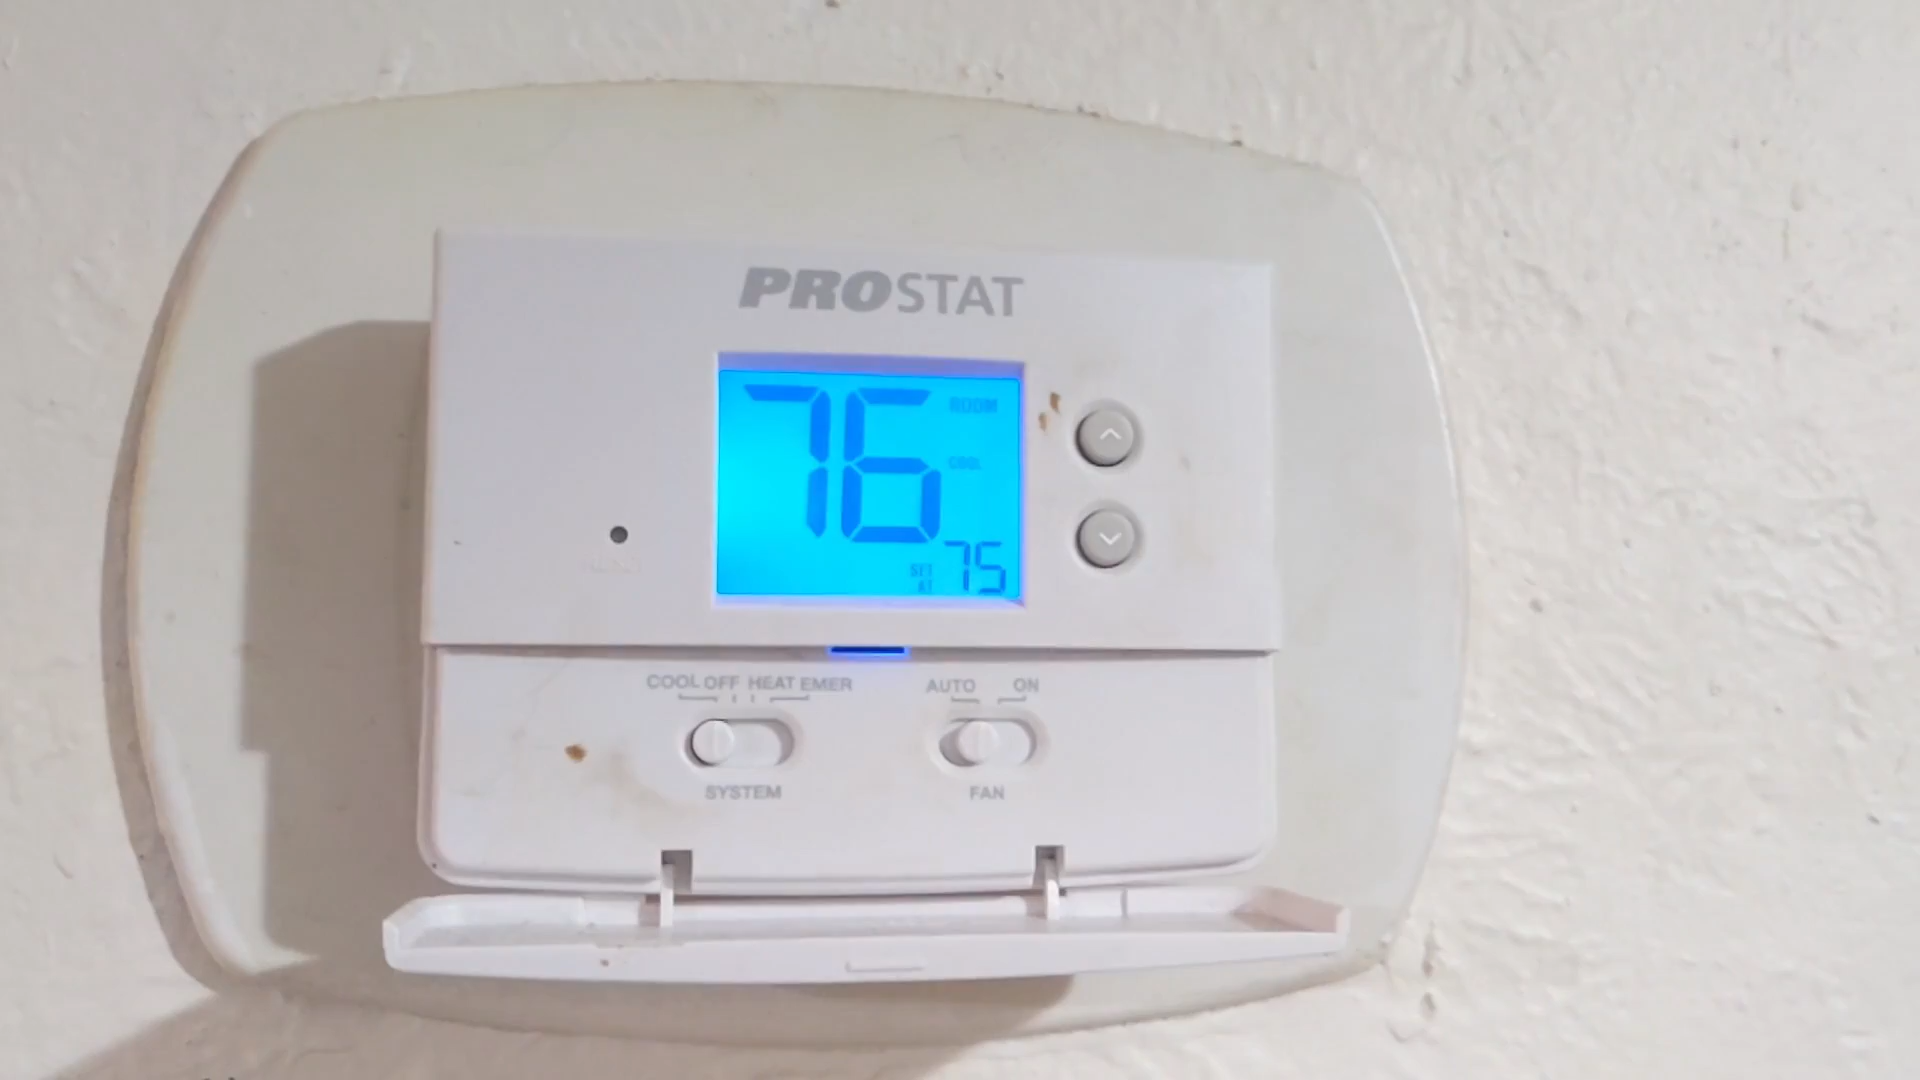 PROSTAT
76 ROOM
COOL
SET AT 75
COOL OFF HEAT EMER
AUTO ON
SYSTEM
FAN